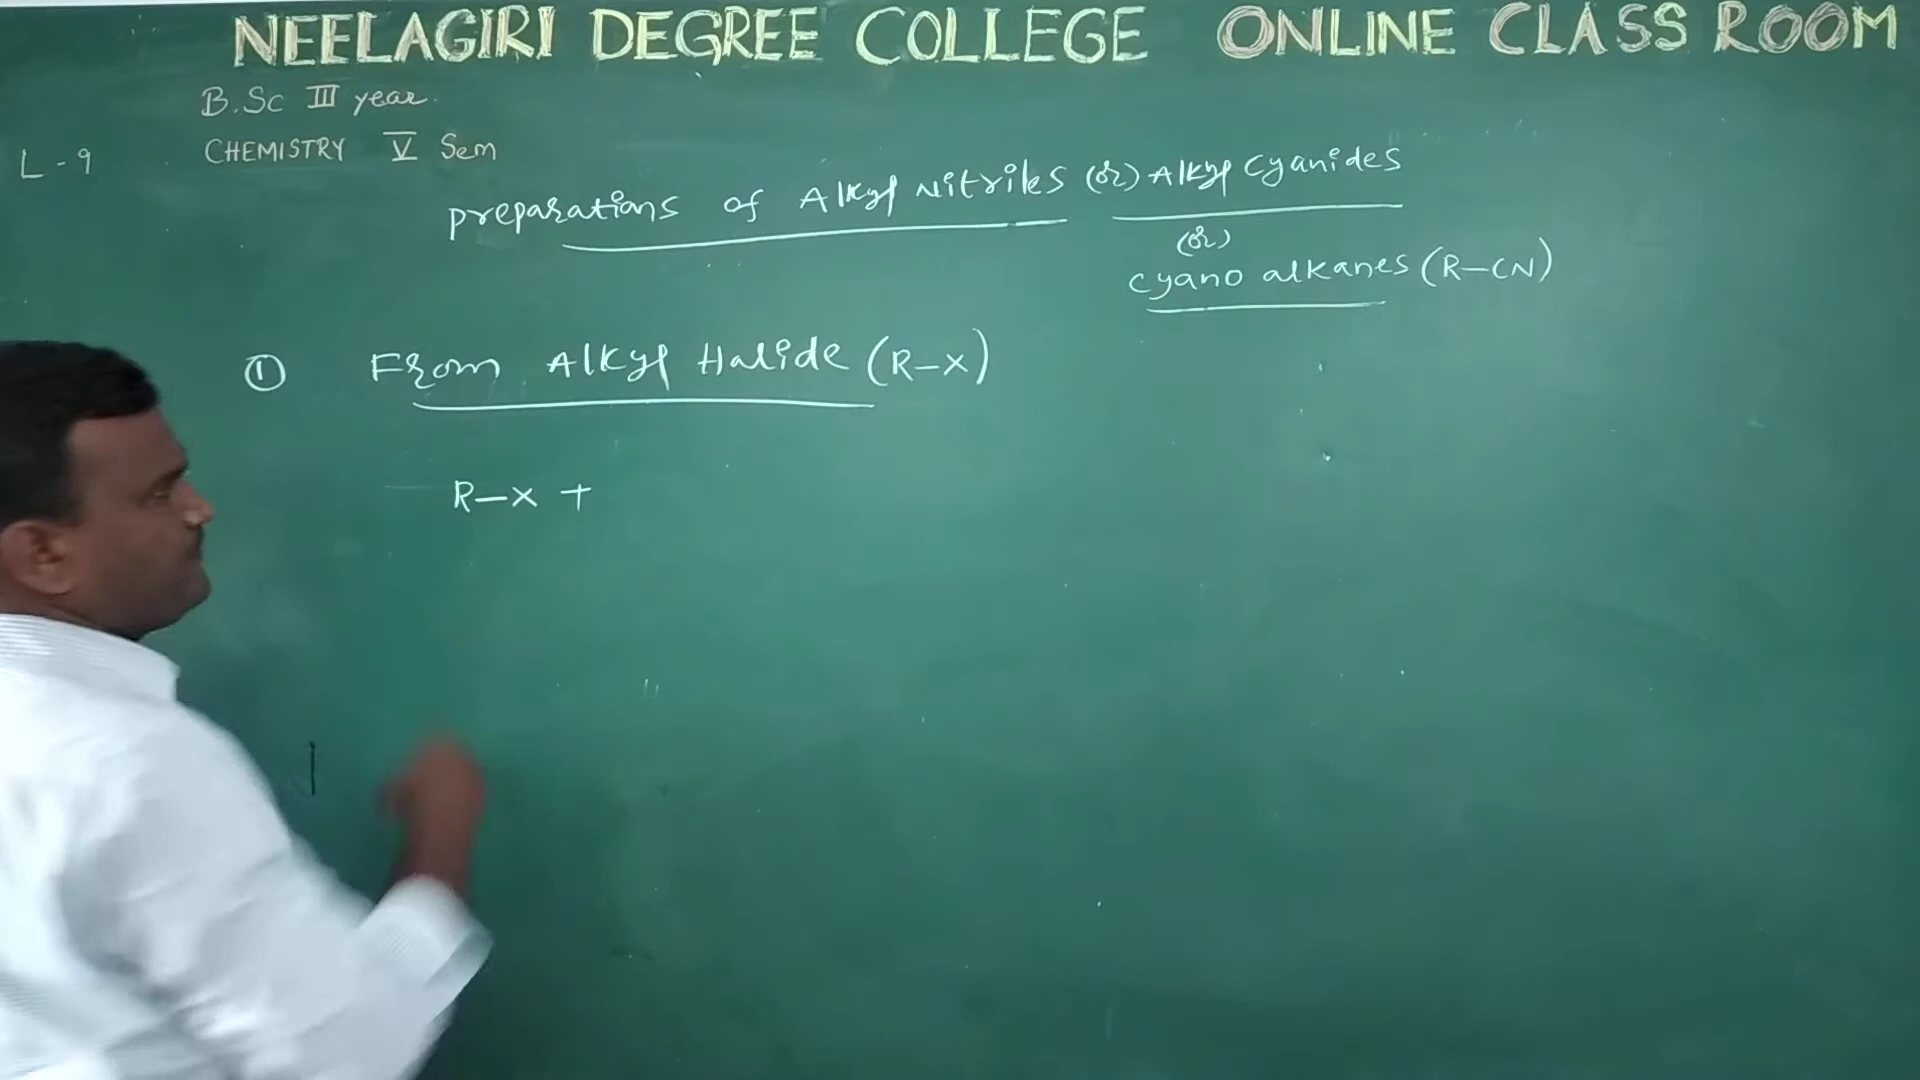 NEELAGIRI DEGREE COLLEGE ONLINE CLASS ROOM
B.Sc III year.
CHEMISTRY V Sem
L-9
preparations of Alkyl Nitriles (or) Alkyl cyanides
(or)
cyano alkanes (R-CN)
① From Alkyl Halide (R-X)
R-X +